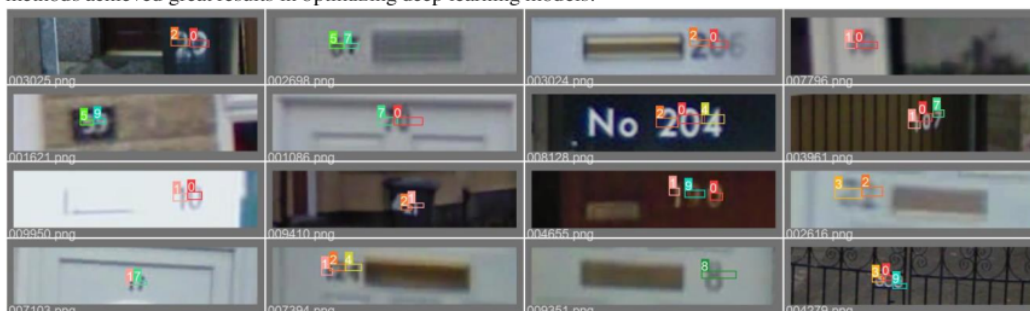 methods achieved great results in optimizing deep learning models.
2 0 5 7 2 0 1 0
206
003025.png 002698.png 003024.png 007796.png
5 9 7 0 2 0 4 1 0 7
No 204
001621.png 001086.png 008128.png 003961.png
1 0 2 1 1 9 0 3 2
10
009950.png 009410.png 004655.png 002616.png
1 7 1 2 4 8 3 0 9
8
007103.png 007394.png 009351.png 004279.png